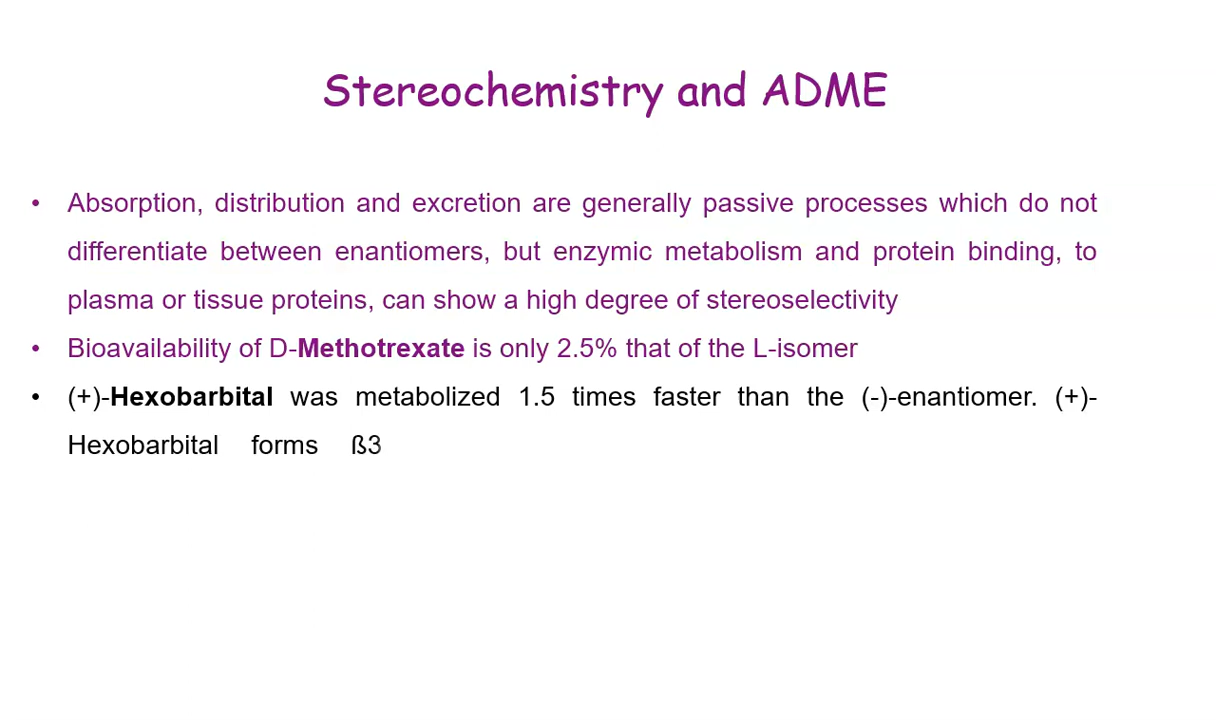 Stereochemistry and ADME
• Absorption, distribution and excretion are generally passive processes which do not
differentiate between enantiomers, but enzymic metabolism and protein binding, to
plasma or tissue proteins, can show a high degree of stereoselectivity
• Bioavailability of D-Methotrexate is only 2.5% that of the L-isomer
• (+)-Hexobarbital was metabolized 1.5 times faster than the (-)-enantiomer. (+)-
Hexobarbital forms ß3